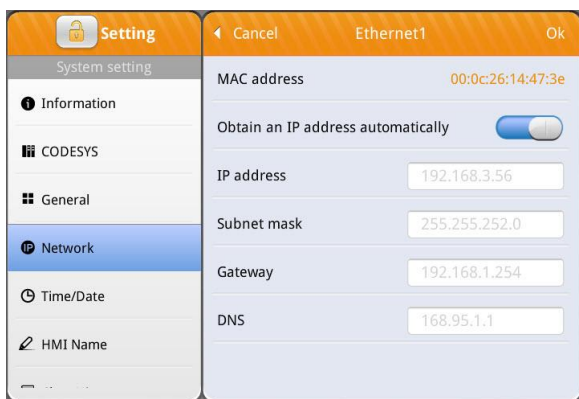 Setting
System setting
Information
CODESYS
General
IP Network
Time/Date
HMI Name
Cancel Ethernet1 Ok
MAC address 00:0c:26:14:47:3e
Obtain an IP address automatically
IP address 192.168.3.56
Subnet mask 255.255.252.0
Gateway 192.168.1.254
DNS 168.95.1.1